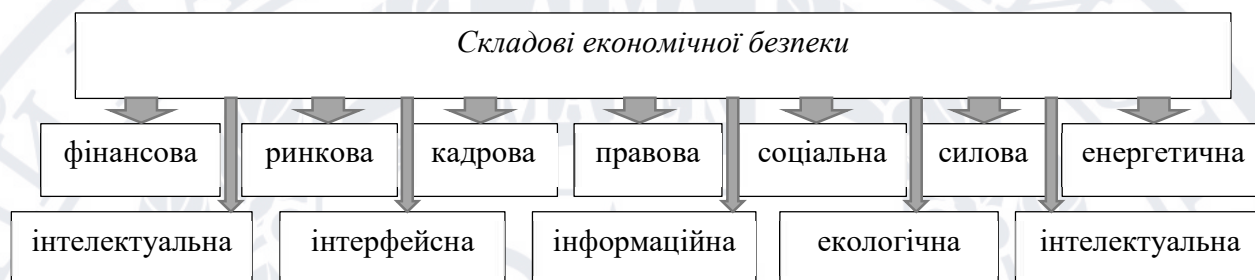 Складові економічної безпеки
фінансова ринкова кадрова правова соціальна силова енергетична
інтелектуальна інтерфейсна інформаційна екологічна інтелектуальна